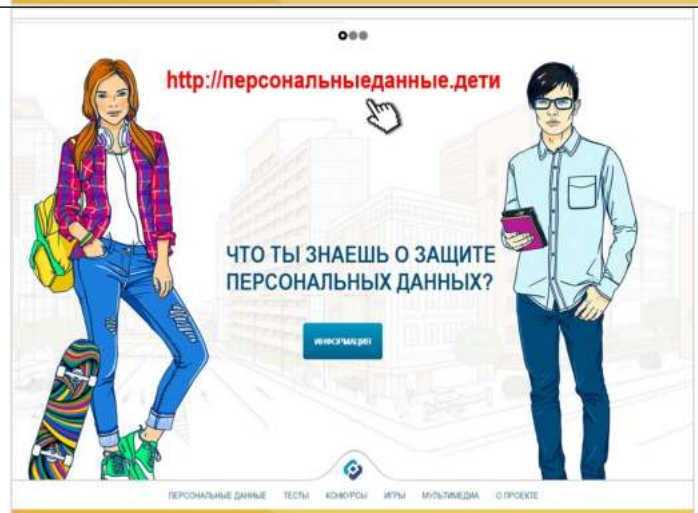 http://персональныеданные.дети
ЧТО ТЫ ЗНАЕШЬ О ЗАЩИТЕ
ПЕРСОНАЛЬНЫХ ДАННЫХ?
ИНФОРМАЦИЯ
ПЕРСОНАЛЬНЫЕ ДАННЫЕ ТЕСТЫ КОНКУРСЫ ИГРЫ МУЛЬТИМЕДИА О ПРОЕКТЕ